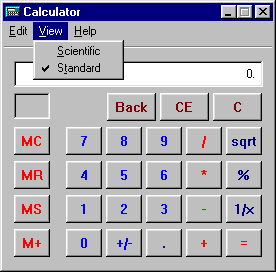 Calculator
Edit View Help
Scientific
Standard
0.
Back CE C
MC 7 8 9 / sqrt
MR 4 5 6 * %
MS 1 2 3 - 1/x
M+ 0 +/- . + =